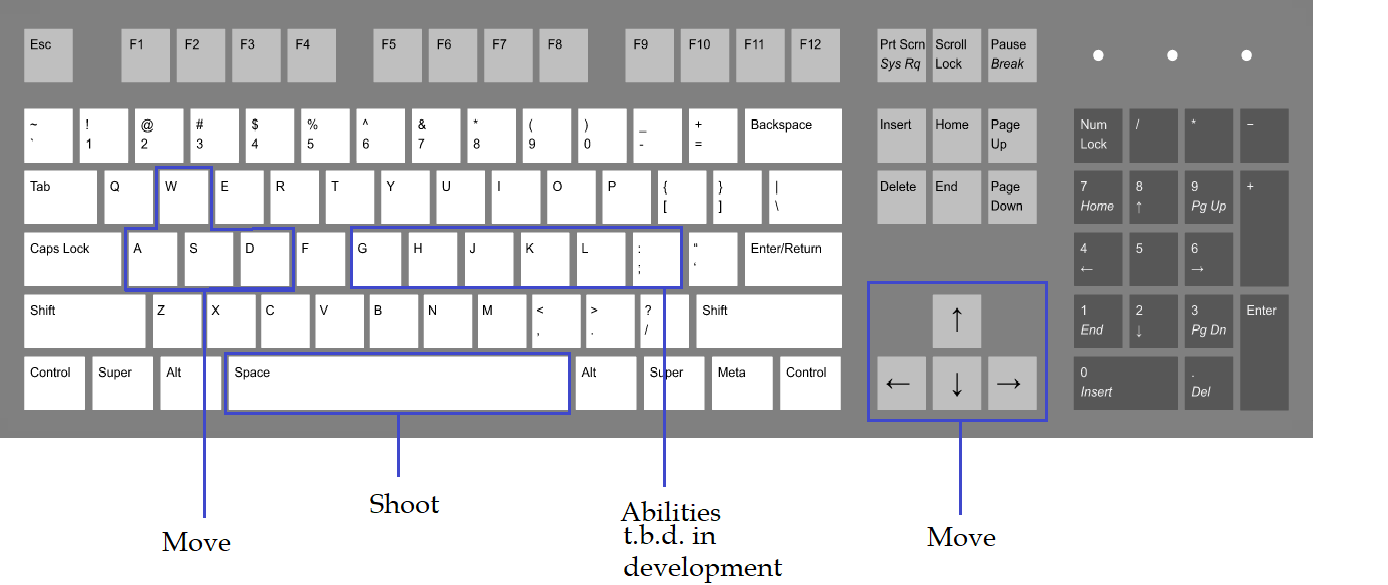 Esc F1 F2 F3 F4 F5 F6 F7 F8 F9 F10 F11 F12 Prt Scrn Scroll Pause
Sys Rq Lock Break
~ ! @ # $ % ^ & * ( ) _ + Backspace Insert Home Page Num / * −
` 1 2 3 4 5 6 7 8 9 0 - = Up Lock
Tab Q W E R T Y U I O P { } | Delete End Page 7 8 9 +
[ ] \ Down Home ↑ Pg Up
Caps Lock A S D F G H J K L : " Enter/Return 4 5 6
; ‘ ← →
Shift Z X C V B N M < > ? Shift ↑ 1 2 3 Enter
, . / End ↓ Pg Dn
Control Super Alt Space Alt Super Meta Control ← ↓ → 0 .
Insert Del
Shoot
Abilities
t.b.d. in
development
Move
Move